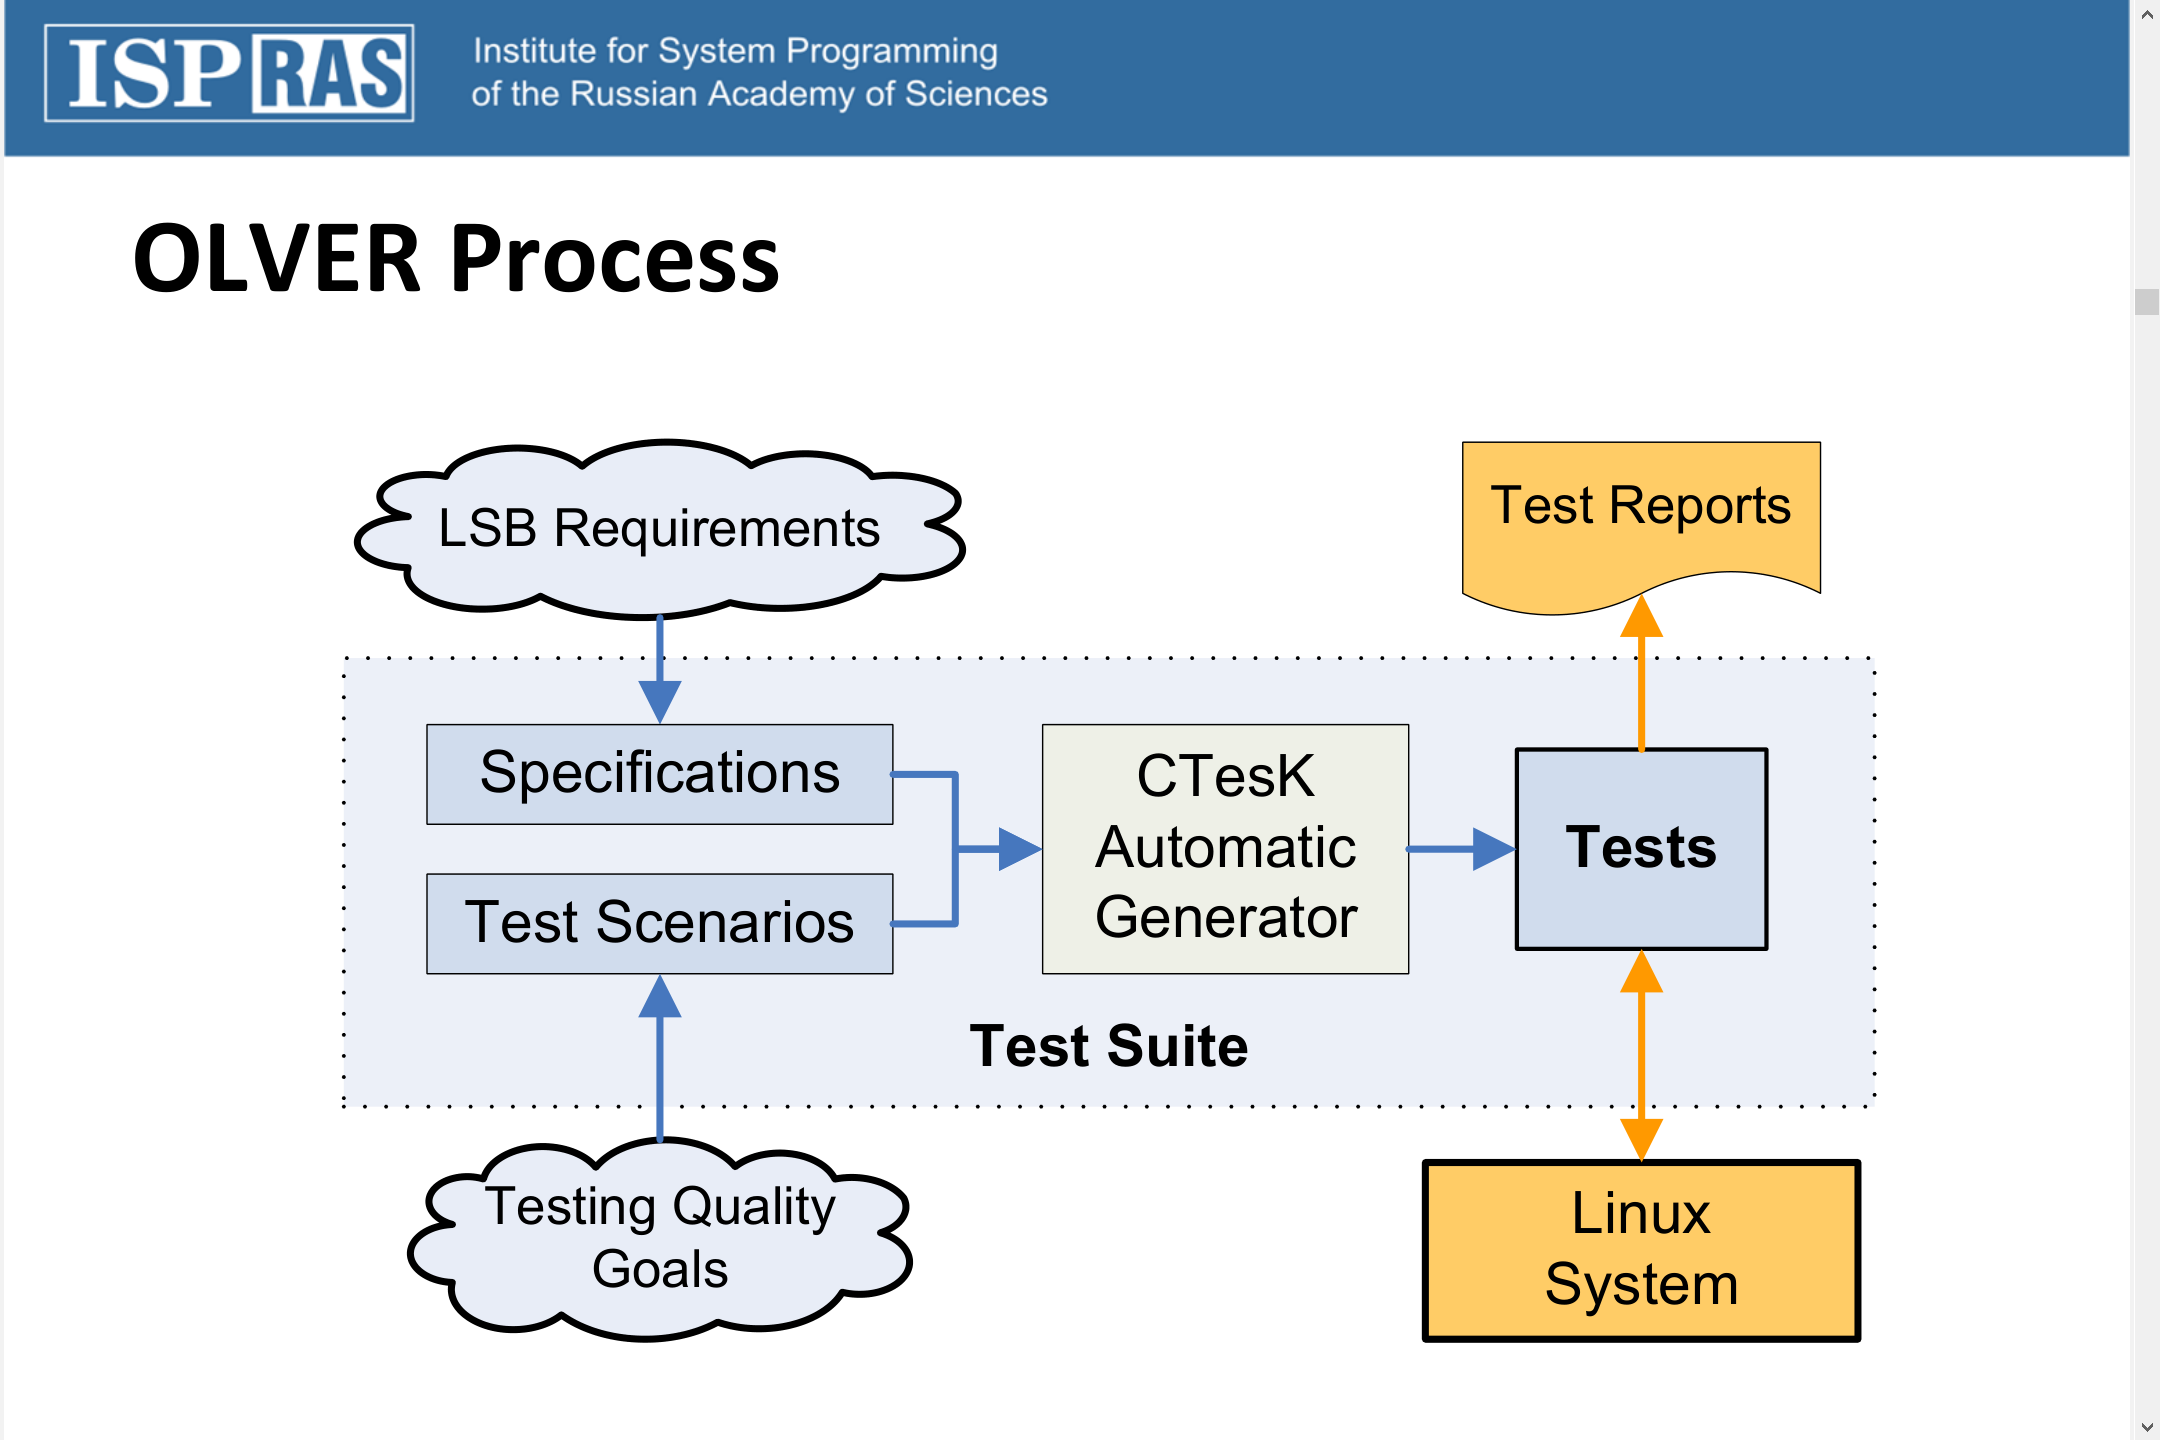 ISP RAS
Institute for System Programming
of the Russian Academy of Sciences
OLVER Process
LSB Requirements
Test Reports
Specifications
Test Scenarios
CTesK
Automatic
Generator
Tests
Test Suite
Testing Quality
Goals
Linux
System